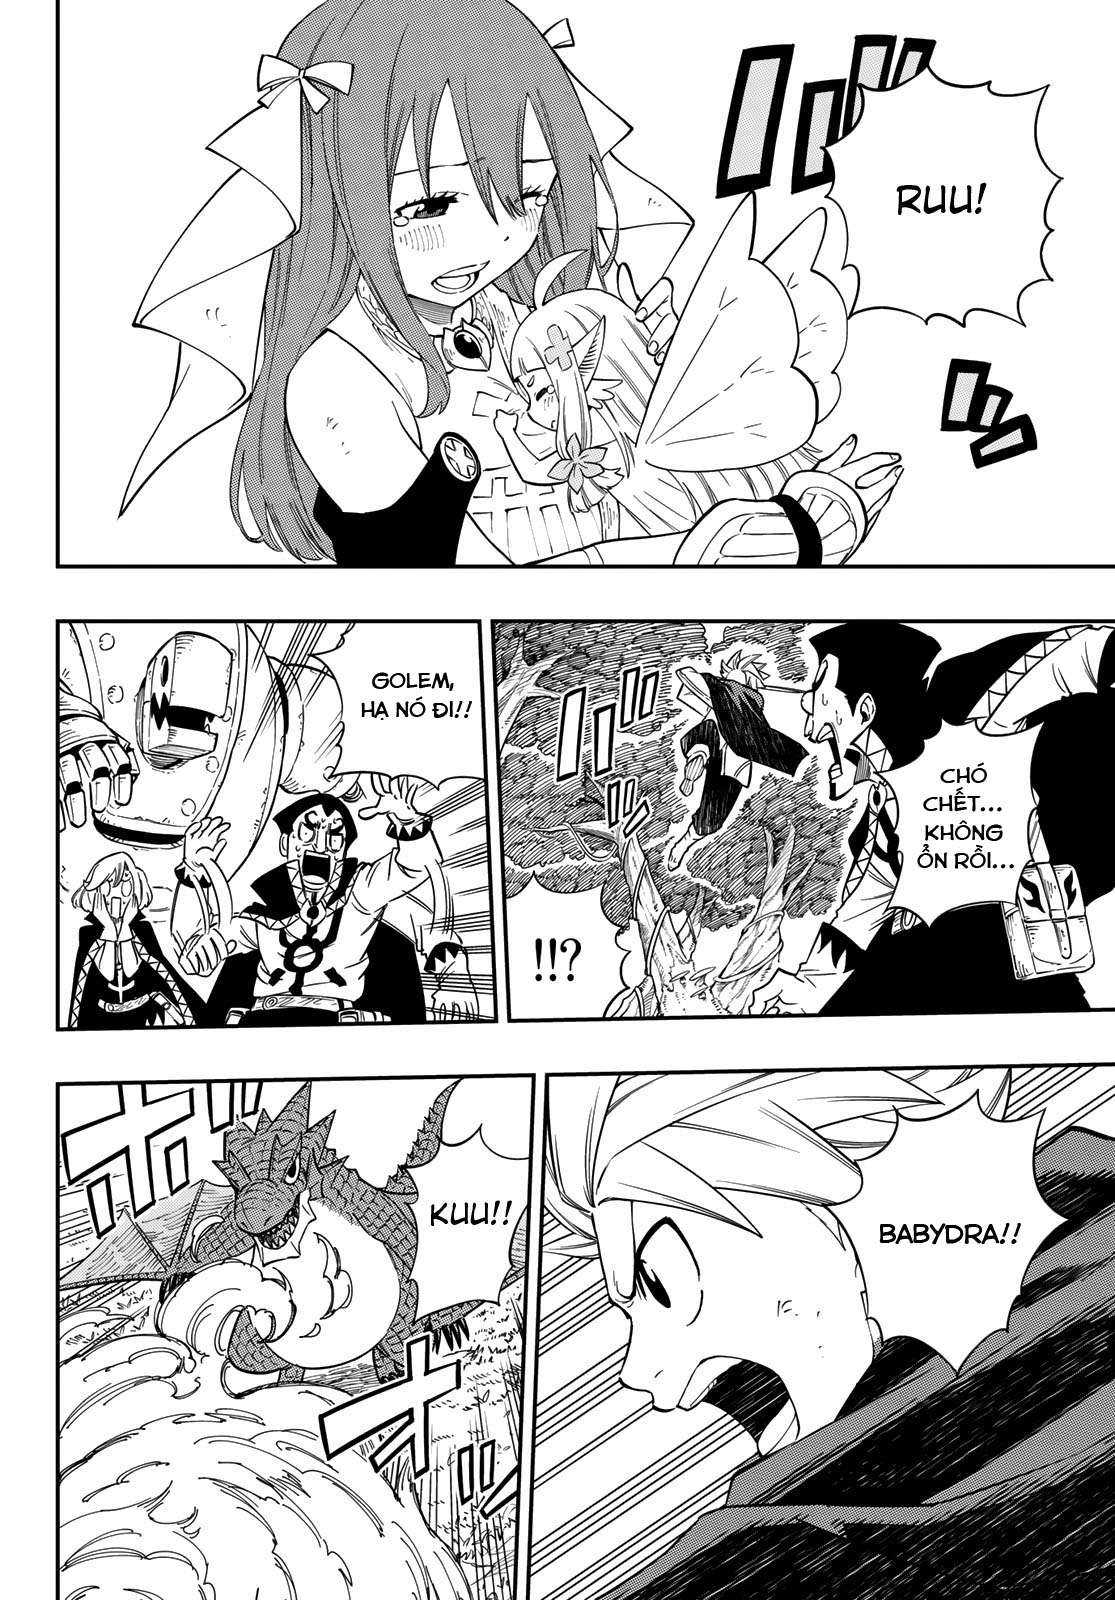 RUU!
CHÓ
CHẾT...
KHÔNG
ỔN RỒI...
!!?
GOLEM,
HẠ NÓ ĐI!!
BABYDRA!!
KUU!!